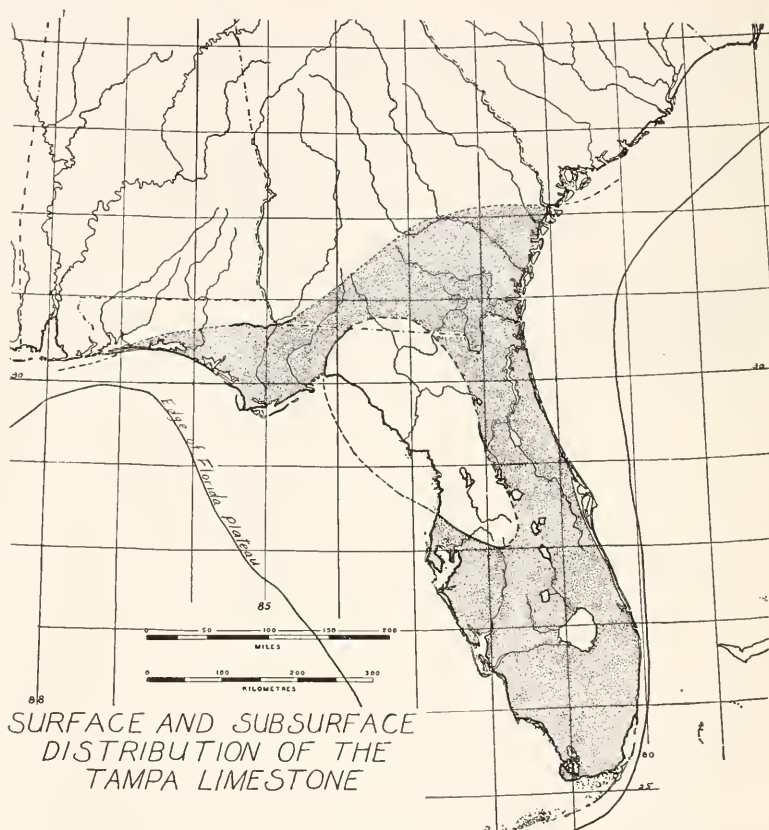 30
30
Edge of Florida Plateau
85
0 50 100 150 200
MILES
0 100 200 300
KILOMETRES
88
80
25
SURFACE AND SUBSURFACE
DISTRIBUTION OF THE
TAMPA LIMESTONE